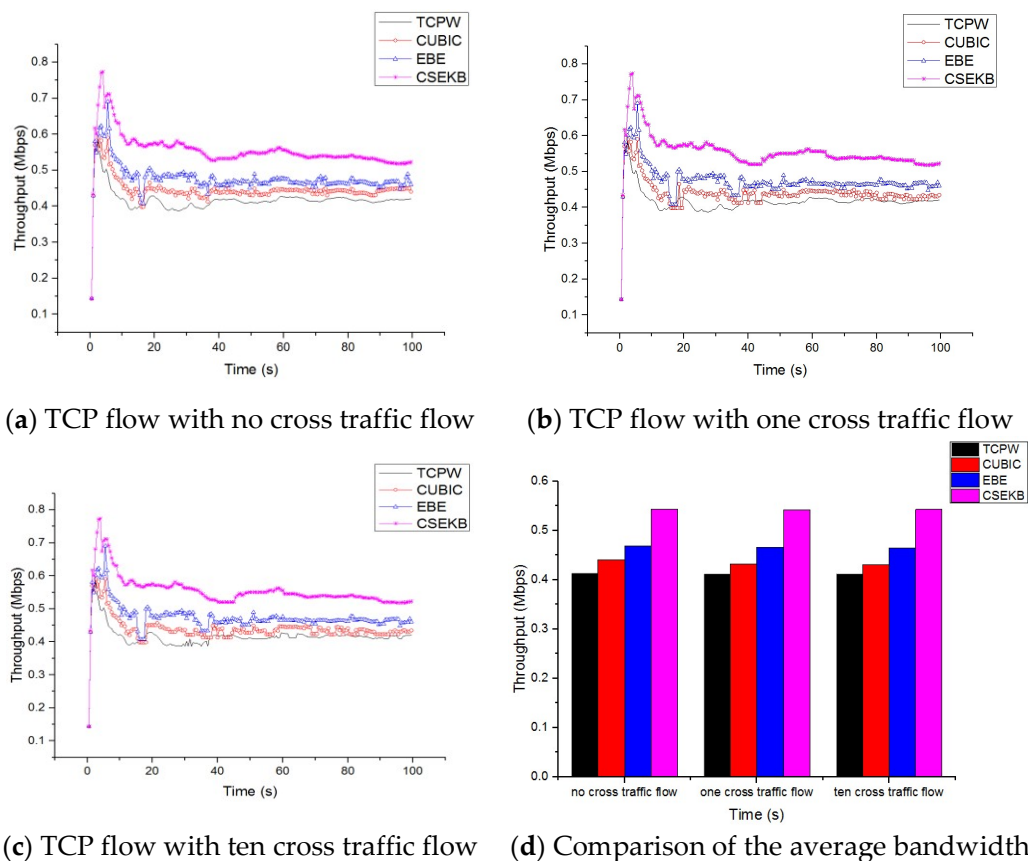 TCPW
CUBIC
EBE
CSEKB
0.8
0.7
0.6
0.5
0.4
0.3
0.2
0.1
Throughput (Mbps)
0 20 40 60 80 100
Time (s)
(a) TCP flow with no cross traffic flow
TCPW
CUBIC
EBE
CSEKB
0.8
0.7
0.6
0.5
0.4
0.3
0.2
0.1
Throughput (Mbps)
0 20 40 60 80 100
Time (s)
(b) TCP flow with one cross traffic flow
TCPW
CUBIC
EBE
CSEKB
0.8
0.7
0.6
0.5
0.4
0.3
0.2
0.1
Throughput (Mbps)
0 20 40 60 80 100
Time (s)
(c) TCP flow with ten cross traffic flow
TCPW
CUBIC
EBE
CSEKB
0.6
0.5
0.4
0.3
0.2
0.1
0.0
Throughput (Mbps)
no cross traffic flow one cross traffic flow ten cross traffic flow
Time (s)
(d) Comparison of the average bandwidth